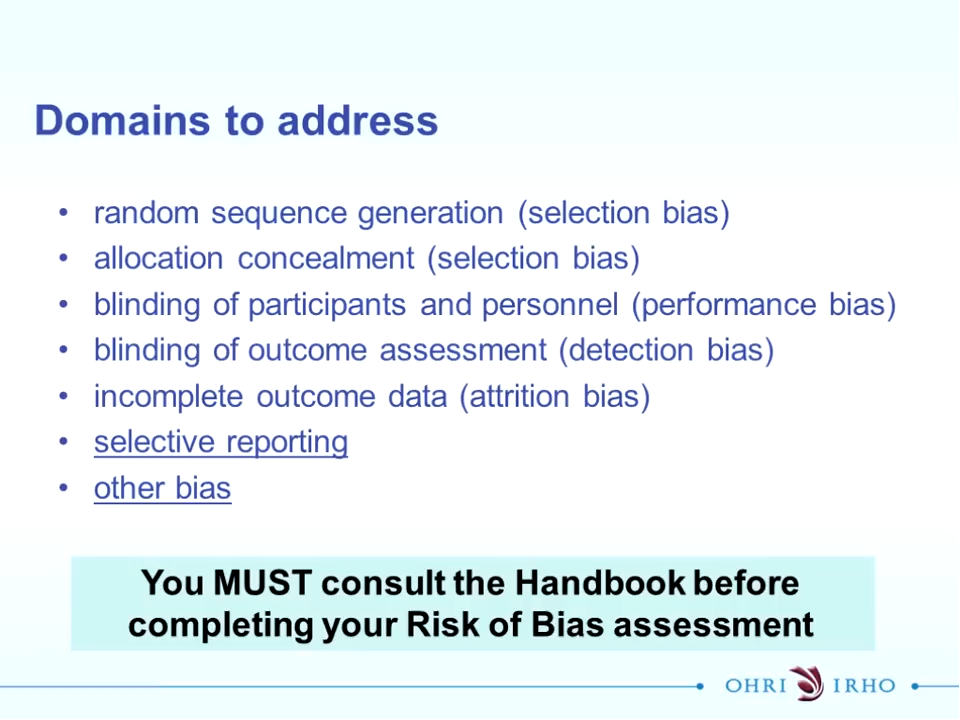 Domains to address
• random sequence generation (selection bias)
• allocation concealment (selection bias)
• blinding of participants and personnel (performance bias)
• blinding of outcome assessment (detection bias)
• incomplete outcome data (attrition bias)
• selective reporting
• other bias
You MUST consult the Handbook before
completing your Risk of Bias assessment
OHRI IRHO